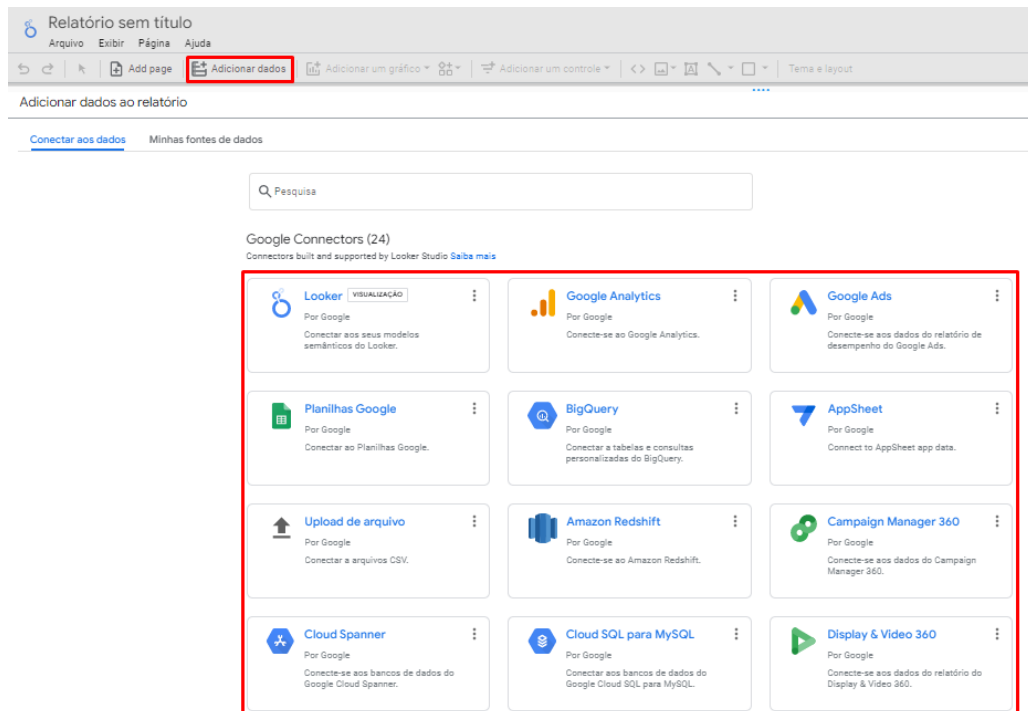 Relatório sem título
Arquivo Exibir Página Ajuda
Add page Adicionar dados Adicionar um gráfico Adicionar um controle Tema e layout
Adicionar dados ao relatório
Conectar aos dados Minhas fontes de dados
Pesquisa
Google Connectors (24)
Connectors built and supported by Looker Studio Saiba mais
Looker VISUALIZAÇÃO
Por Google
Conectar aos seus modelos
semânticos do Looker.
Google Analytics
Por Google
Conecte-se ao Google Analytics.
Google Ads
Por Google
Conecte-se aos dados do relatório de
desempenho do Google Ads.
Planilhas Google
Por Google
Conectar ao Planilhas Google.
BigQuery
Por Google
Conectar a tabelas e consultas
personalizadas do BigQuery.
AppSheet
Por Google
Connect to AppSheet app data.
Upload de arquivo
Por Google
Conectar a arquivos CSV.
Amazon Redshift
Por Google
Conecte-se ao Amazon Redshift.
Campaign Manager 360
Por Google
Conecte-se aos dados do Campaign
Manager 360.
Cloud Spanner
Por Google
Conecte-se aos bancos de dados do
Google Cloud Spanner.
Cloud SQL para MySQL
Por Google
Conectar aos bancos de dados do
Google Cloud SQL para MySQL.
Display & Video 360
Por Google
Conecte-se aos dados do relatório do
Display & Video 360.